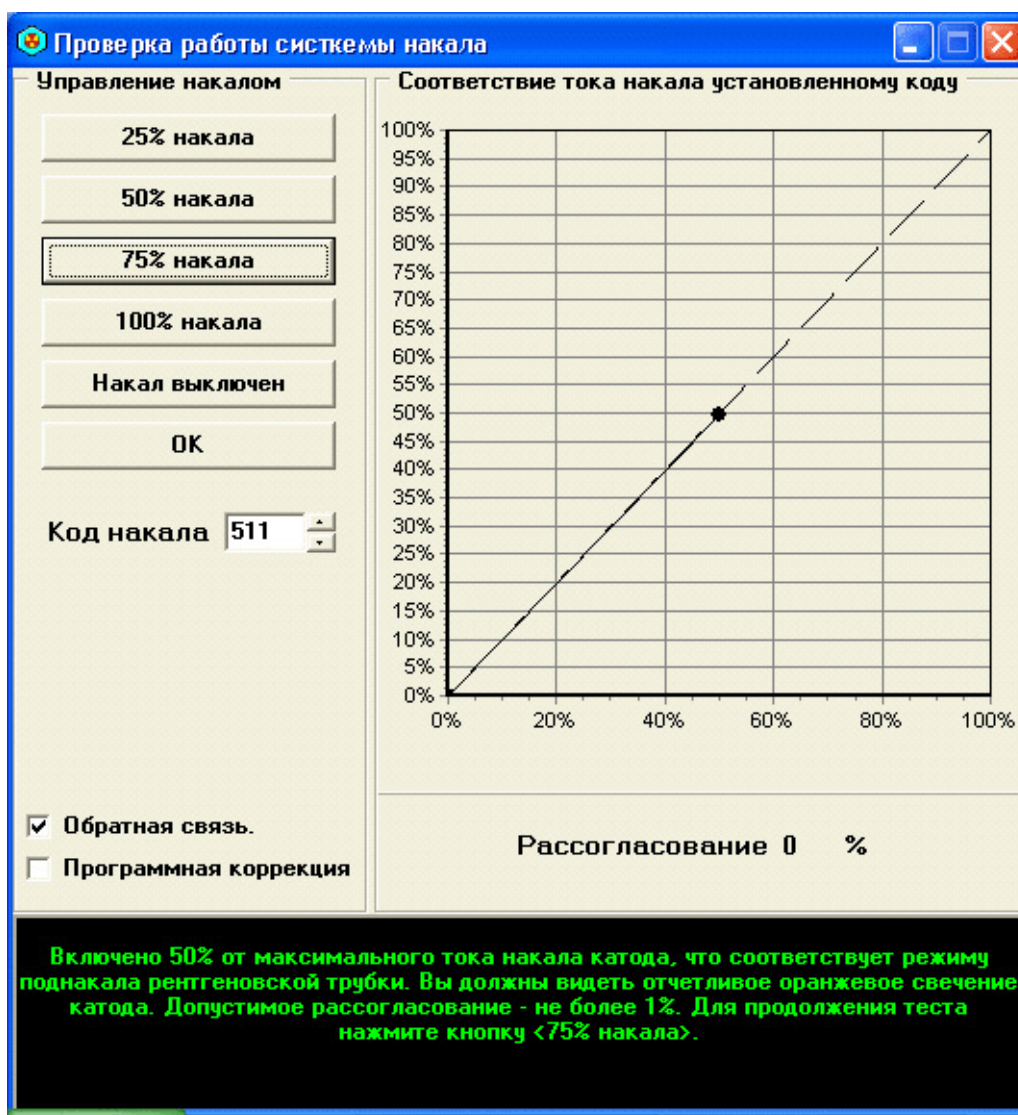 Проверка работы систкемы накала
Управление накалом
25% накала
50% накала
75% накала
100% накала
Накал выключен
OK
Код накала 511
Обратная связь.
Программная коррекция
Соответствие тока накала установленному коду
100%
95%
90%
85%
80%
75%
70%
65%
60%
55%
50%
45%
40%
35%
30%
25%
20%
15%
10%
5%
0%
0% 20% 40% 60% 80% 100%
Рассогласование 0 %
Включено 50% от максимального тока накала катода, что соответствует режиму
поднакала рентгеновской трубки. Вы должны видеть отчетливое оранжевое свечение
катода. Допустимое рассогласование - не более 1%. Для продолжения теста
нажмите кнопку <75% накала>.